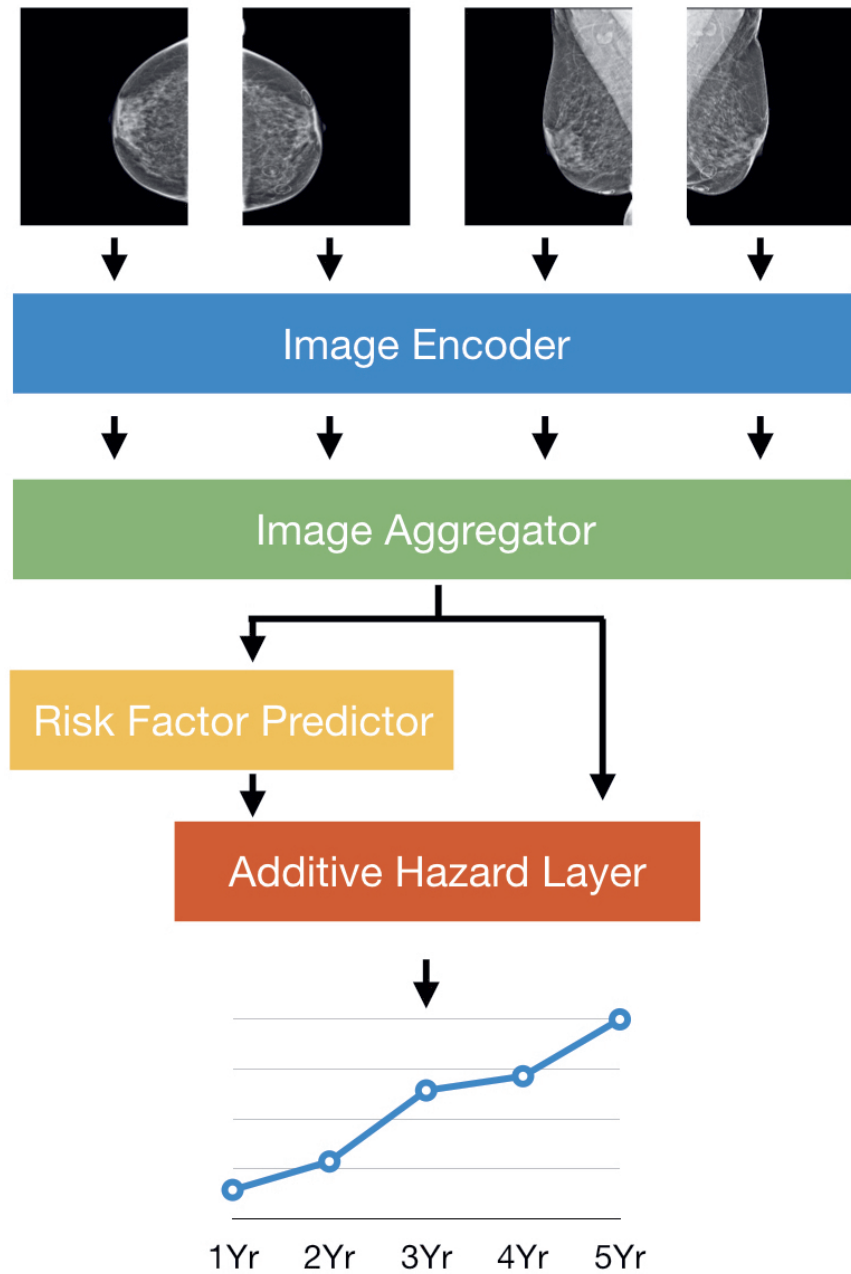 Image Encoder
Image Aggregator
Risk Factor Predictor
Additive Hazard Layer
1Yr 2Yr 3Yr 4Yr 5Yr